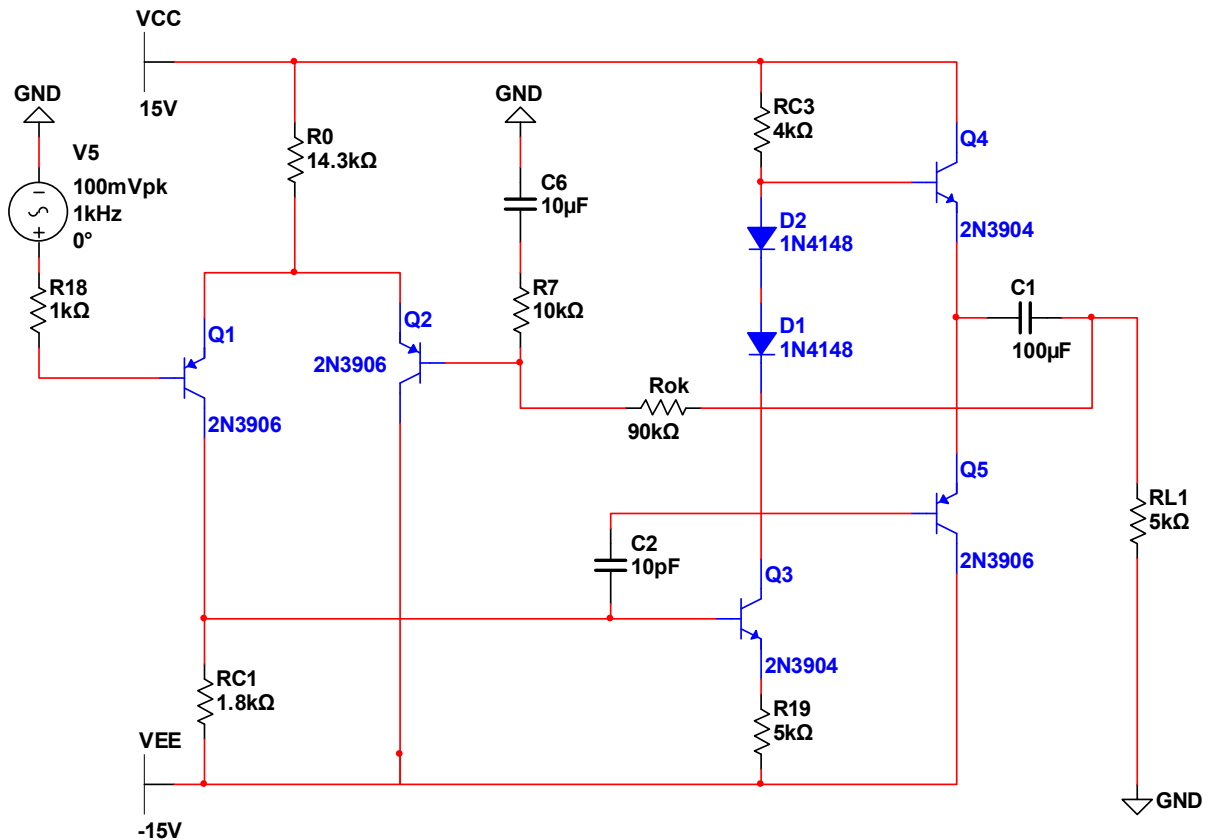 VCC
15V
GND
V5
100mVpk
1kHz
0°
R18
1kΩ
R0
14.3kΩ
GND
C6
10µF
R7
10kΩ
RC3
4kΩ
Q4
2N3904
D2
1N4148
D1
1N4148
C1
100µF
Q1
2N3906
Q2
2N3906
Rok
90kΩ
Q5
2N3906
RL1
5kΩ
C2
10pF
Q3
2N3904
RC1
1.8kΩ
R19
5kΩ
VEE
-15V
GND